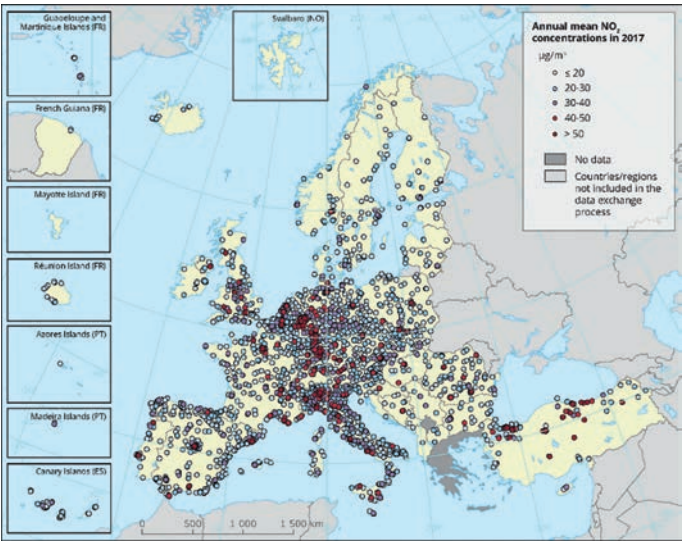 Guadeloupe and
Martinique Islands (FR)
French Guiana (FR)
Mayotte Island (FR)
Réunion Island (FR)
Azores Islands (PT)
Madeira Islands (PT)
Canary Islands (ES)
Svalbard (NO)
Annual mean NO₂
concentrations in 2017
μg/m³
≤ 20
20-30
30-40
40-50
> 50
No data
Countries/regions
not included in the
data exchange
process
0 500 1 000 1 500 km